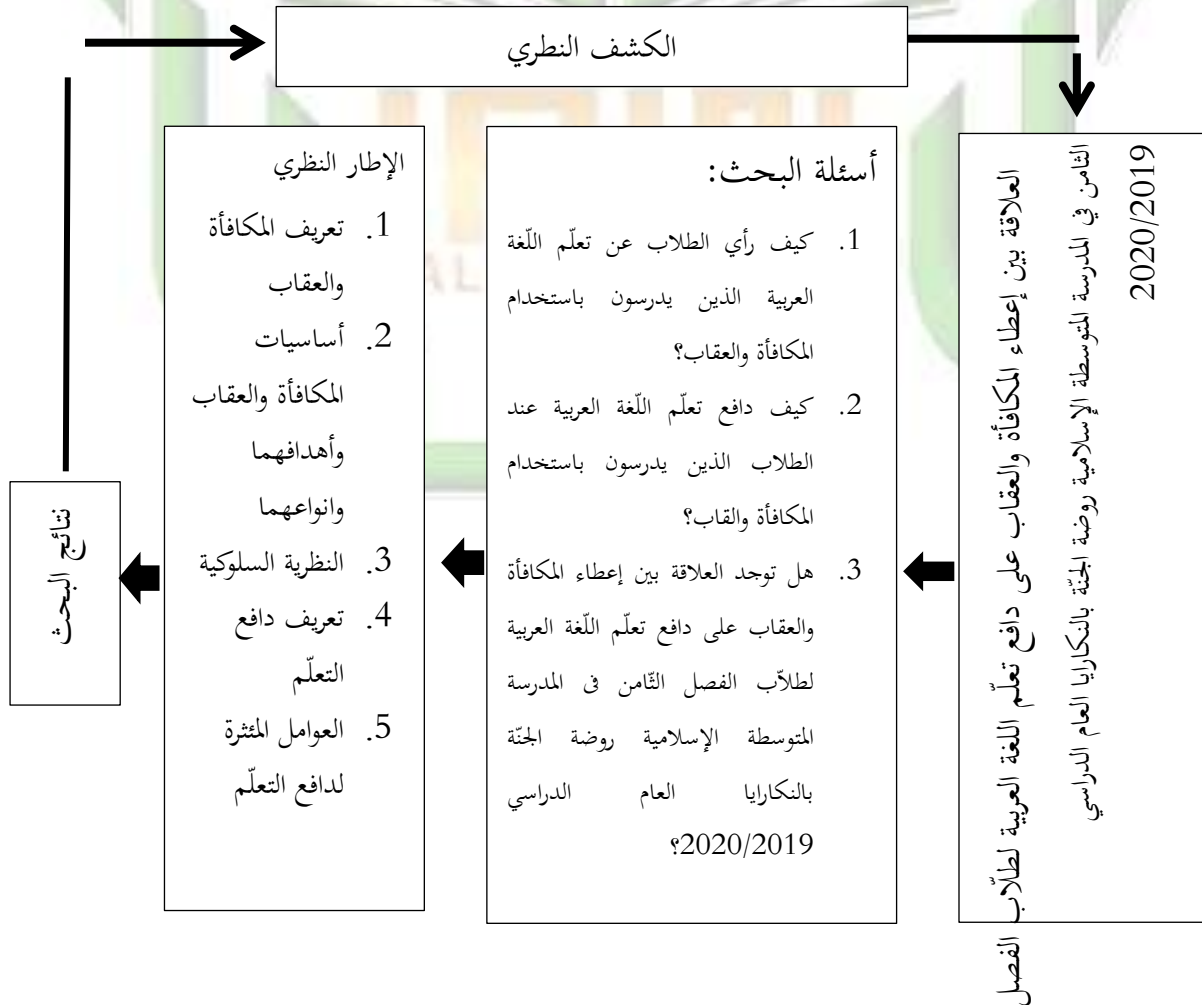 الكشف النطري
العلاقة بين إعطاء المكافأة والعقاب على دافع تعلّم اللغة العربية لطلّاب الفصل
الثامن في المدرسة المتوسطة الإسلامية روضة الجنّة بالنكارايا العام الدراسي
2020/2019
أسئلة البحث:
1. كيف رأي الطلاب عن تعلّم اللّغة
العربية الذين يدرسون باستخدام
المكافأة والعقاب؟
2. كيف دافع تعلّم اللّغة العربية عند
الطلاب الذين يدرسون باستخدام
المكافأة والقاب؟
3. هل توجد العلاقة بين إعطاء المكافأة
والعقاب على دافع تعلّم اللّغة العربية
لطلاّب الفصل الثّامن فى المدرسة
المتوسطة الإسلامية روضة الجنّة
بالنكارايا العام الدراسي
2020/2019؟
الإطار النظري
1. تعريف المكافأة
والعقاب
2. أساسيات
المكافأة والعقاب
وأهدافهما
وانواعهما
3. النظرية السلوكية
4. تعريف دافع
التعلّم
5. العوامل المئثرة
لدافع التعلّم
نتائج البحث